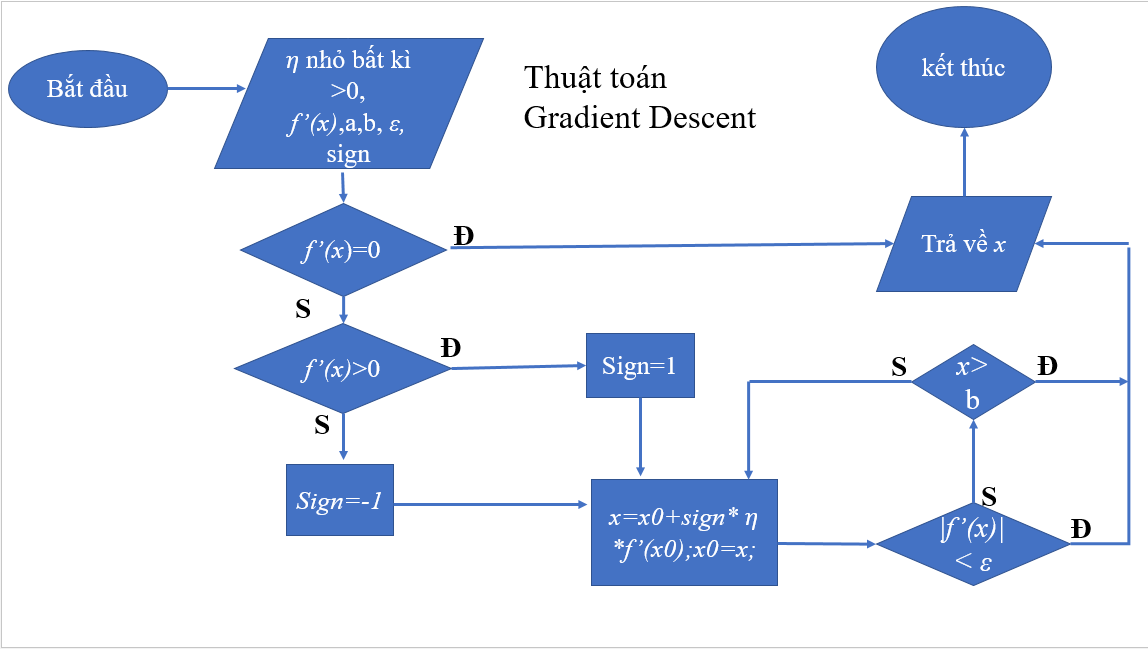 Bắt đầu
η nhỏ bất kì
>0,
f’(x),a,b, ε,
sign
Thuật toán
Gradient Descent
kết thúc
f’(x)=0
Đ
Trả về x
S
f’(x)>0
Đ
Sign=1
S
x>
b
Đ
S
Sign=-1
x=x0+sign* η
*f’(x0);x0=x;
S
|f’(x)|
< ε
Đ